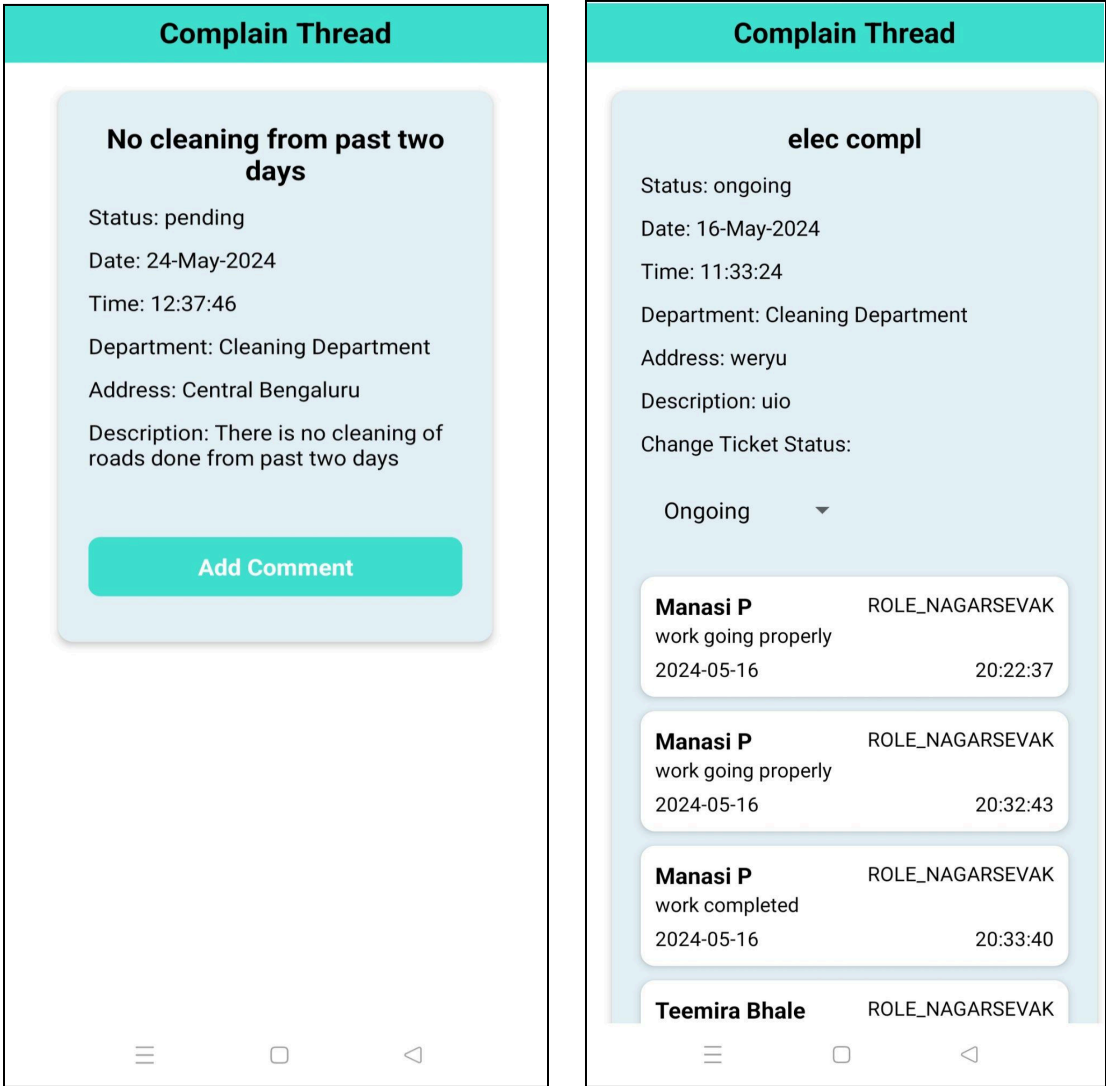 Complain Thread
No cleaning from past two
days
Status: pending
Date: 24-May-2024
Time: 12:37:46
Department: Cleaning Department
Address: Central Bengaluru
Description: There is no cleaning of
roads done from past two days
Add Comment
Complain Thread
elec compl
Status: ongoing
Date: 16-May-2024
Time: 11:33:24
Department: Cleaning Department
Address: weryu
Description: uio
Change Ticket Status:
Ongoing
Manasi P ROLE_NAGARSEVAK
work going properly
2024-05-16 20:22:37
Manasi P ROLE_NAGARSEVAK
work going properly
2024-05-16 20:32:43
Manasi P ROLE_NAGARSEVAK
work completed
2024-05-16 20:33:40
Teemira Bhale ROLE_NAGARSEVAK